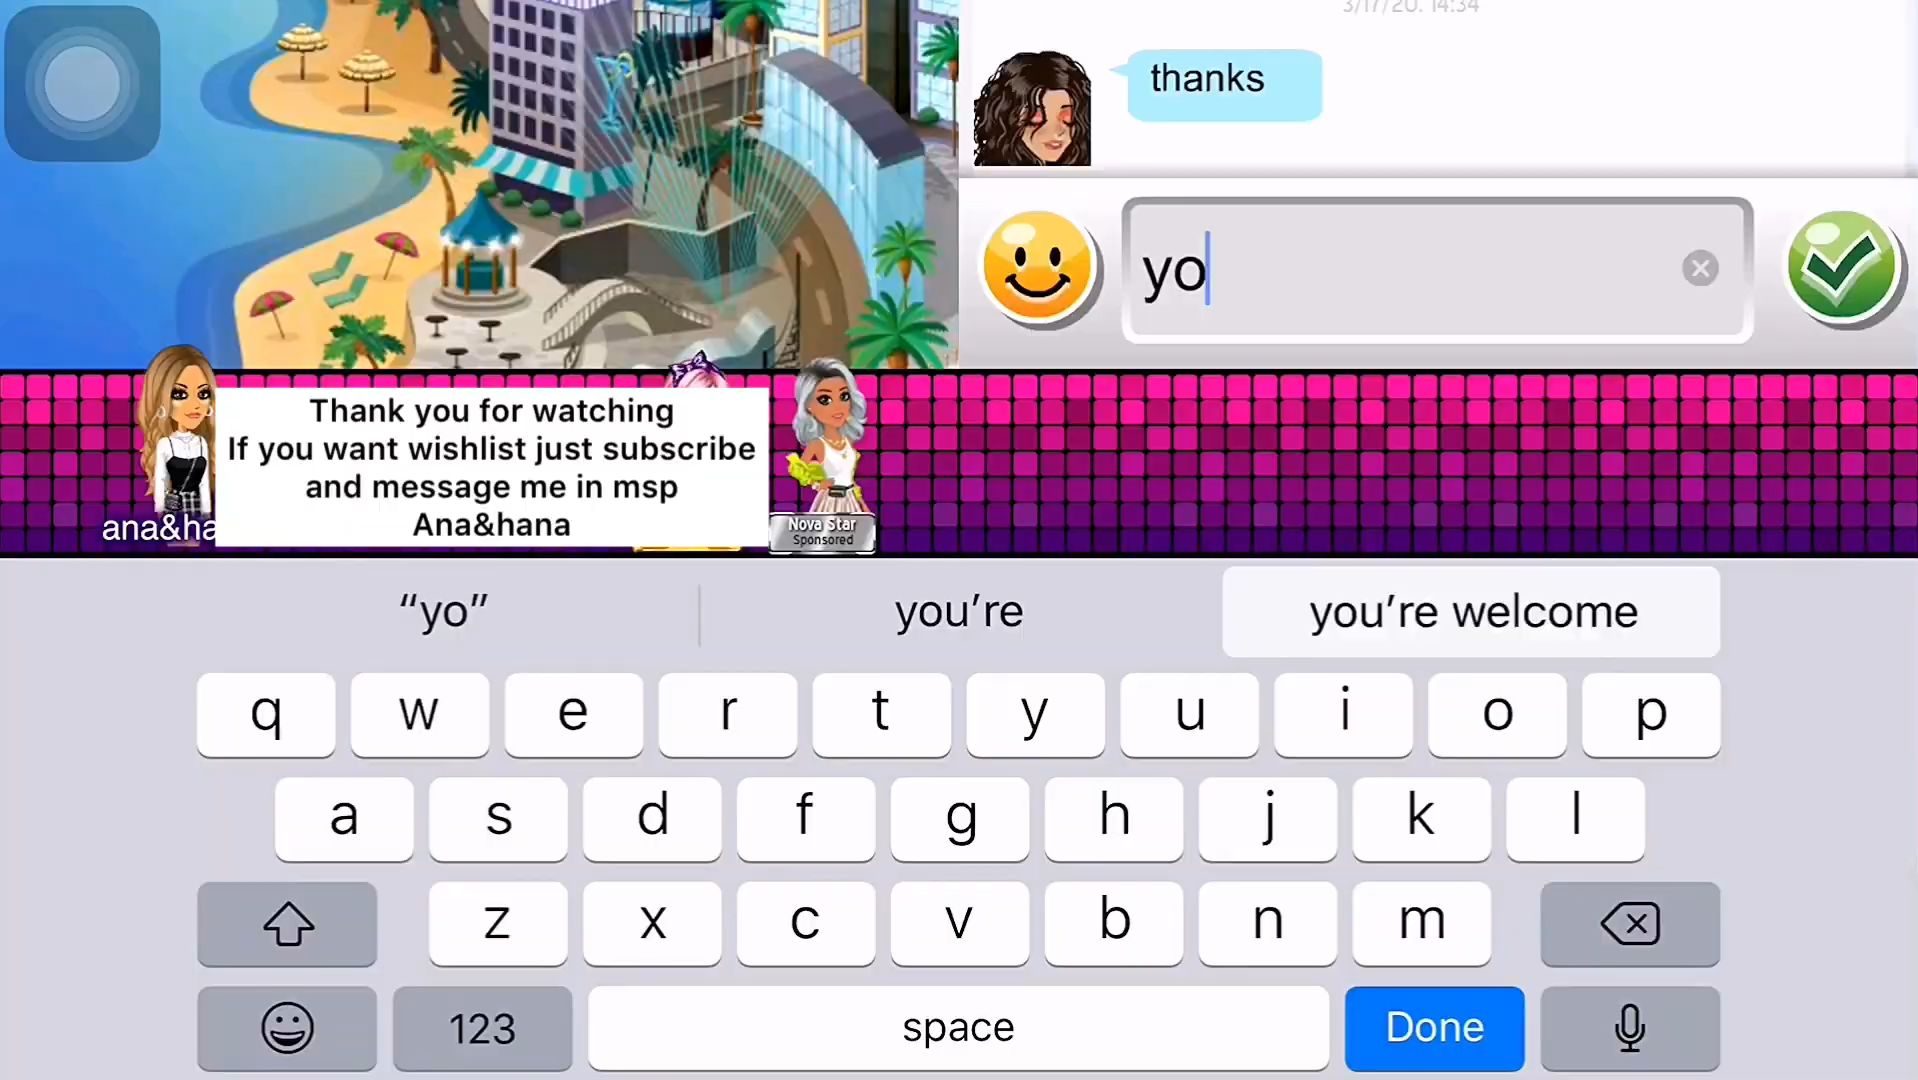 3/17/20. 14:34
thanks
yo
Thank you for watching
If you want wishlist just subscribe
and message me in msp
Ana&hana
ana&ha
Nova Star
Sponsored
“yo”
you’re
you’re welcome
q w e r t y u i o p
a s d f g h j k l
z x c v b n m
123
space
Done